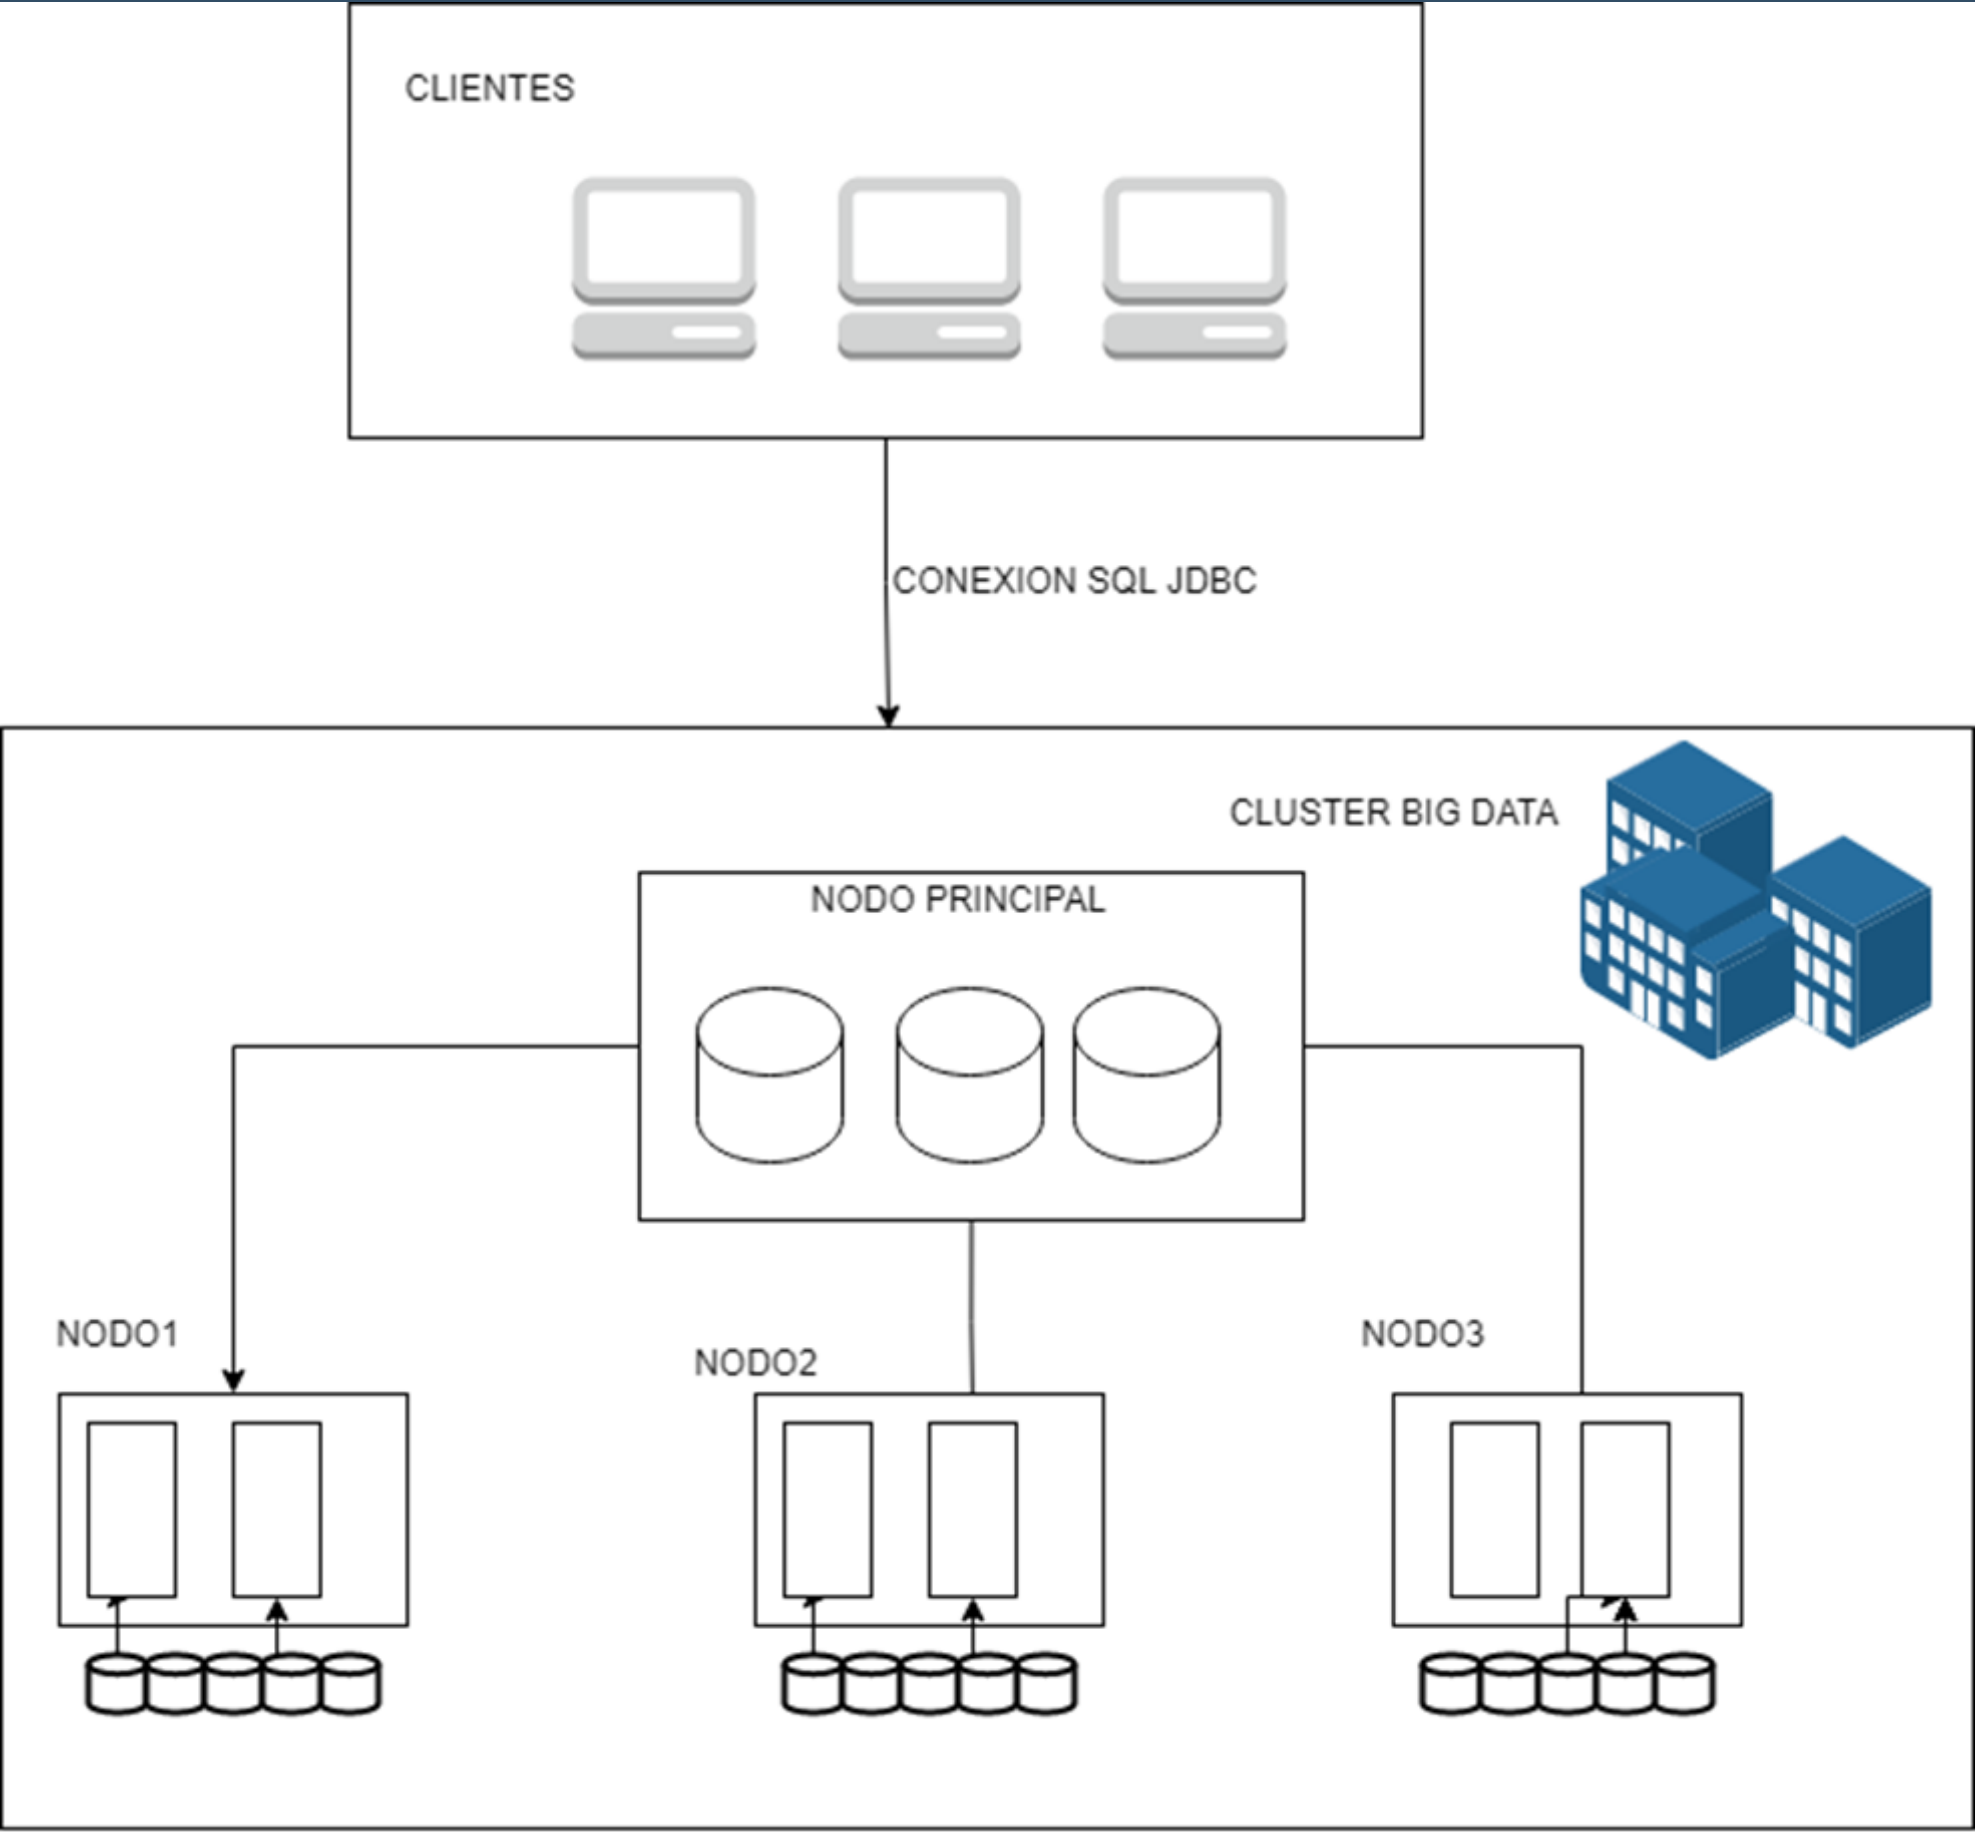 CLIENTES
CONEXION SQL JDBC
CLUSTER BIG DATA
NODO PRINCIPAL
NODO1
NODO2
NODO3